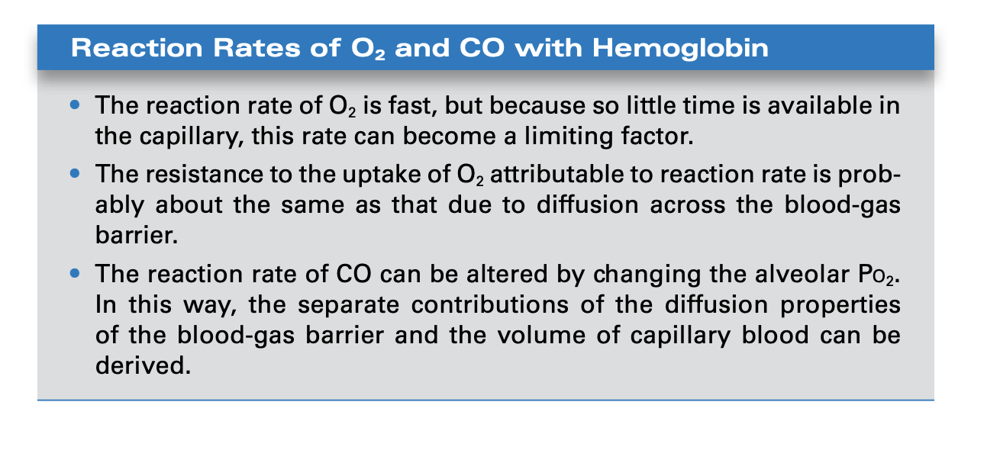 Reaction Rates of O₂ and CO with Hemoglobin
• The reaction rate of O₂ is fast, but because so little time is available in
the capillary, this rate can become a limiting factor.
• The resistance to the uptake of O₂ attributable to reaction rate is prob-
ably about the same as that due to diffusion across the blood-gas
barrier.
• The reaction rate of CO can be altered by changing the alveolar PO₂.
In this way, the separate contributions of the diffusion properties
of the blood-gas barrier and the volume of capillary blood can be
derived.